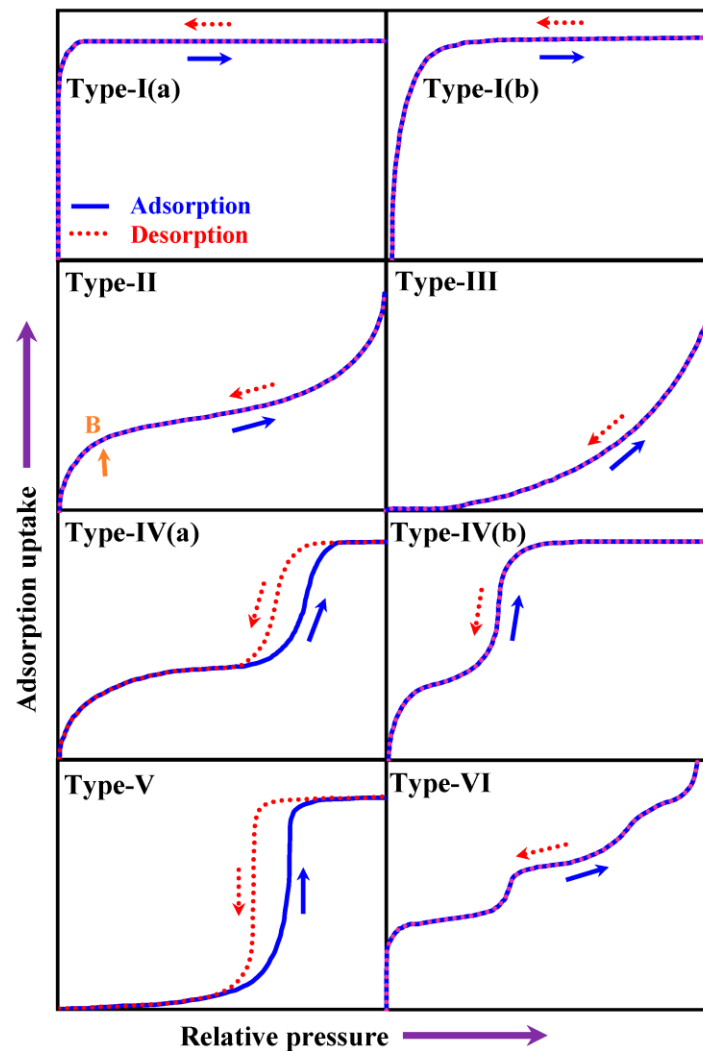 Type-I(a)
Type-I(b)
Adsorption
Desorption
Type-II
Type-III
B
Type-IV(a)
Type-IV(b)
Type-V
Type-VI
Adsorption uptake
Relative pressure